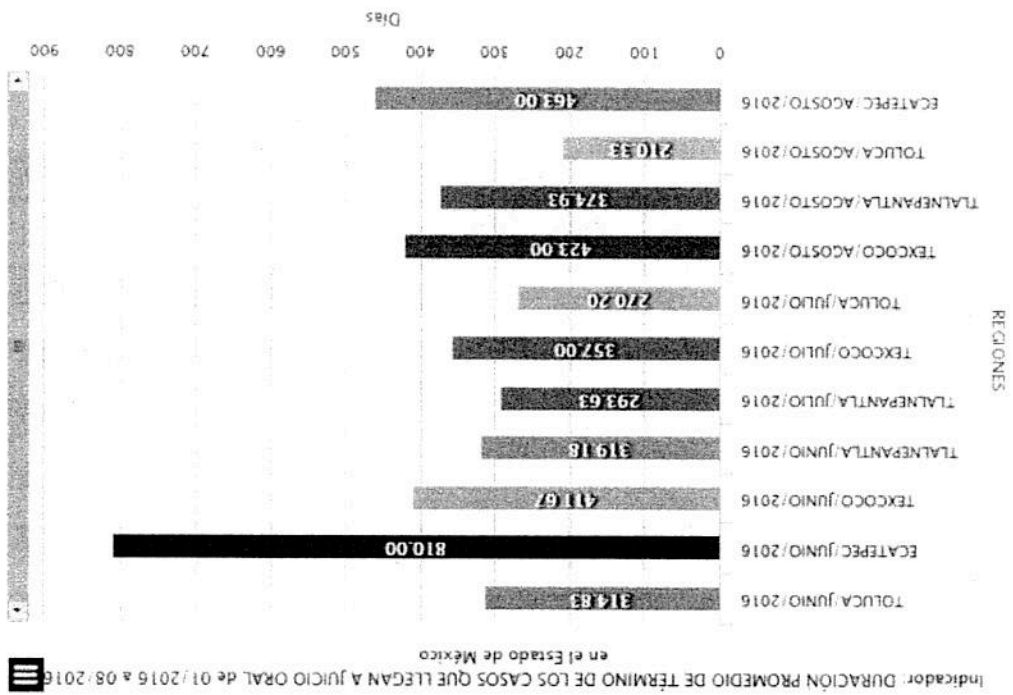 Indicador: DURACIÓN PROMEDIO DE TÉRMINO DE LOS CASOS QUE LLEGAN A JUICIO ORAL de 01/2016 a 08/2016
en el Estado de México
REGIONES
TOLUCA/JUNIO/2016 314.83
ECATEPEC/JUNIO/2016 810.00
TEXCOCO/JUNIO/2016 411.67
TLALNEPANTLA/JUNIO/2016 319.18
TLALNEPANTLA/JULIO/2016 293.63
TEXCOCO/JULIO/2016 357.00
TOLUCA/JULIO/2016 270.20
TEXCOCO/AGOSTO/2016 423.00
TLALNEPANTLA/AGOSTO/2016 374.93
TOLUCA/AGOSTO/2016 210.33
ECATEPEC/AGOSTO/2016 463.00
0 100 200 300 400 500 600 700 800 900
Días